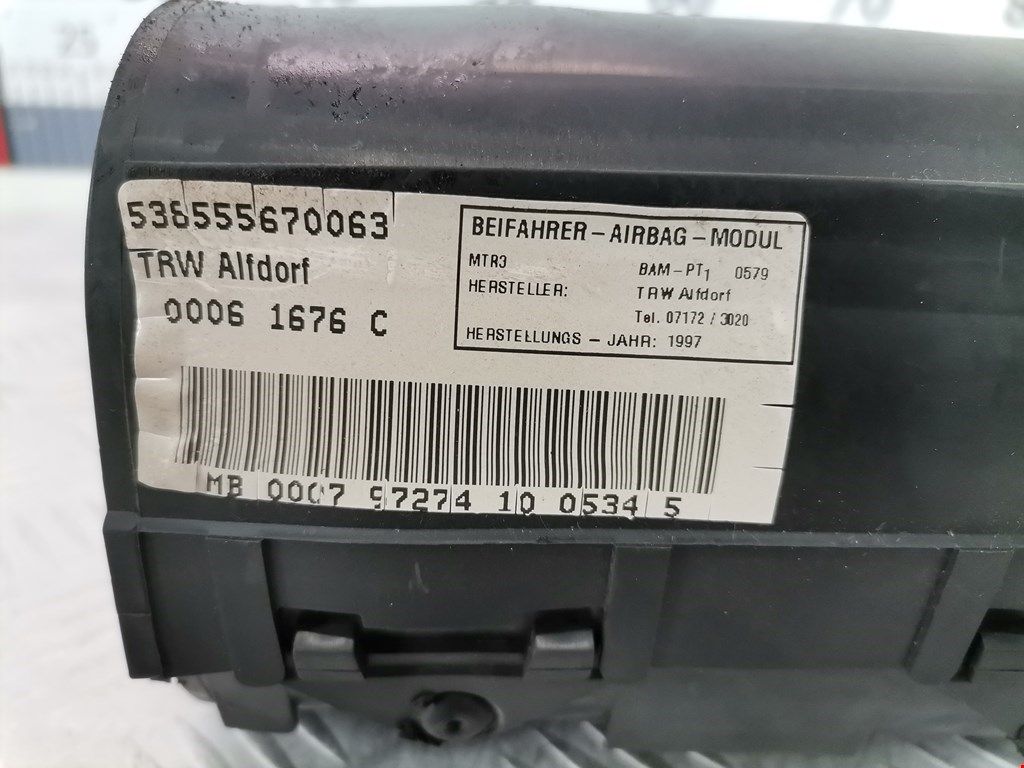 538555670063
TRW Alfdorf
0006 1676 C
BEIFAHRER-AIRBAG-MODUL
MTR3 BAM-PT1 0579
HERSTELLER: TRW Alfdorf
Tel. 07172 / 3020
HERSTELLUNGS - JAHR: 1997
MB 0007 97274 10 0534 5
25